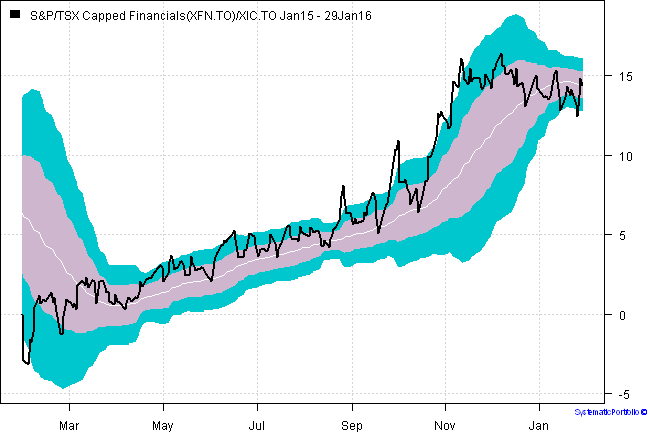 S&P/TSX Capped Financials(XFN.TO)/XIC.TO Jan15 - 29Jan16
15
10
5
0
-5
Mar May Jul Sep Nov Jan
SystematicPortfolio ©